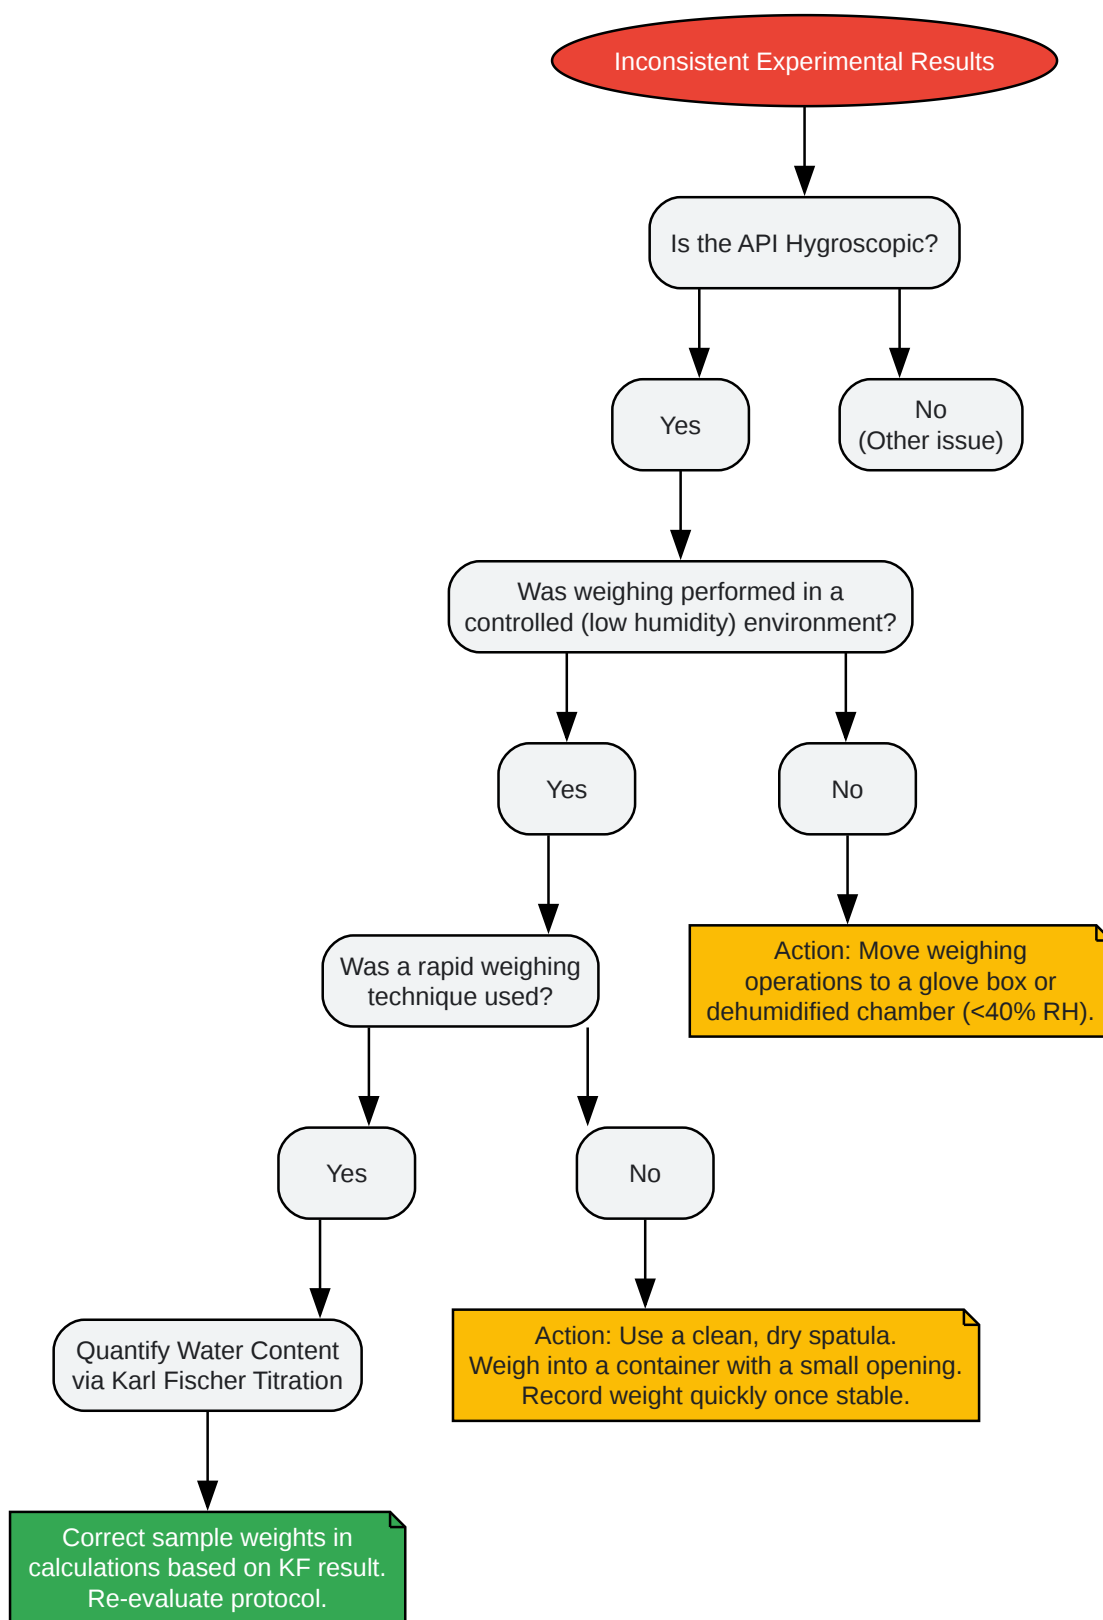 Inconsistent Experimental Results
Is the API Hygroscopic?
Yes
No
(Other issue)
Was weighing performed in a
controlled (low humidity) environment?
Yes
No
Was a rapid weighing
technique used?
Action: Move weighing
operations to a glove box or
dehumidified chamber (<40% RH).
Yes
No
Quantify Water Content
via Karl Fischer Titration
Action: Use a clean, dry spatula.
Weigh into a container with a small opening.
Record weight quickly once stable.
Correct sample weights in
calculations based on KF result.
Re-evaluate protocol.